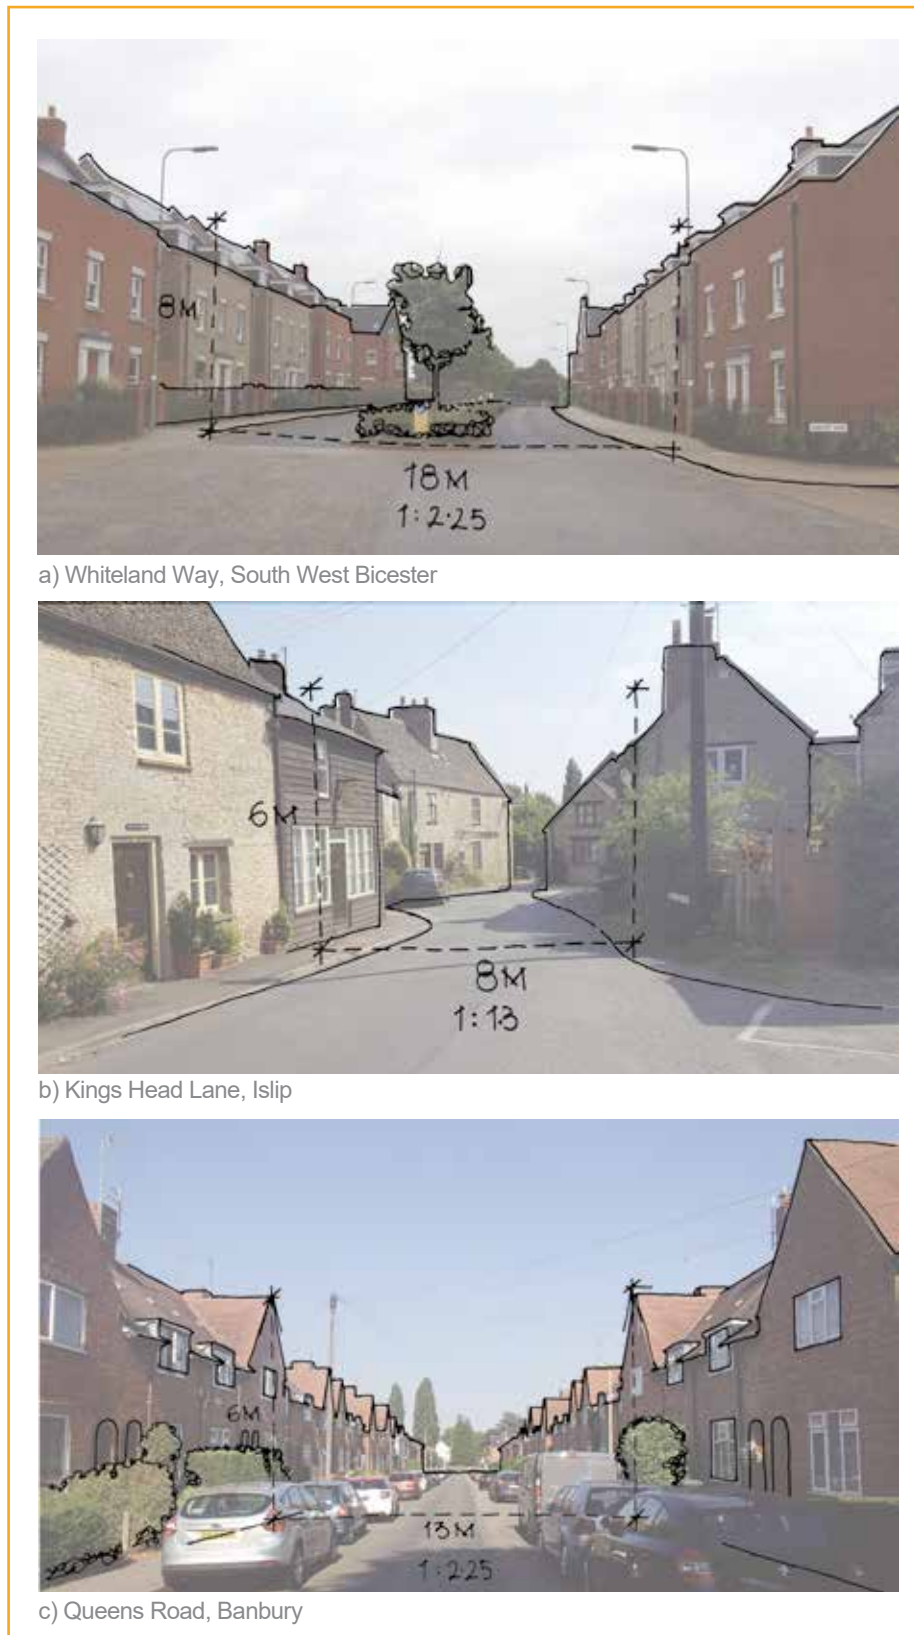 8M
18M
1:2·25
a) Whiteland Way, South West Bicester
6M
8M
1:1·3
b) Kings Head Lane, Islip
6M
13M
1:2·25
c) Queens Road, Banbury